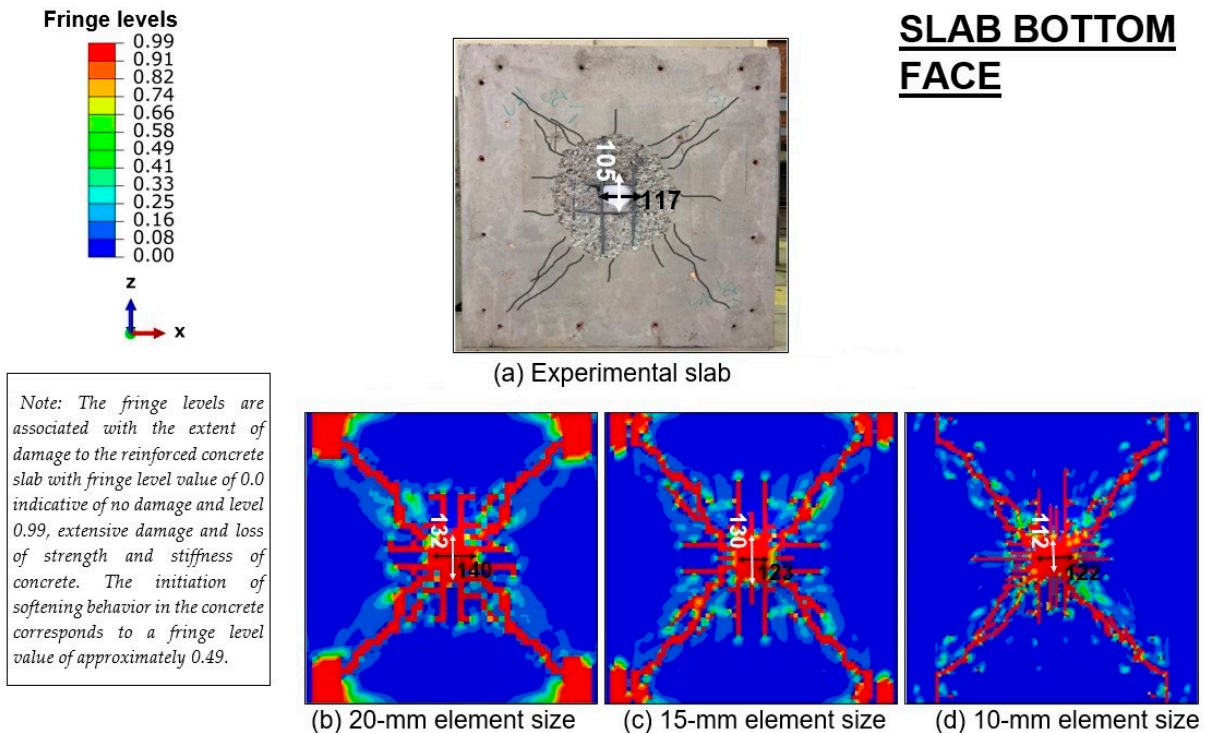 Fringe levels
0.99
0.91
0.82
0.74
0.66
0.58
0.49
0.41
0.33
0.25
0.16
0.08
0.00
z
x
SLAB BOTTOM
FACE
105
117
(a) Experimental slab
Note: The fringe levels are
associated with the extent of
damage to the reinforced concrete
slab with fringe level value of 0.0
indicative of no damage and level
0.99, extensive damage and loss
of strength and stiffness of
concrete. The initiation of
softening behavior in the concrete
corresponds to a fringe level
value of approximately 0.49.
132
140
(b) 20-mm element size
130
123
(c) 15-mm element size
112
122
(d) 10-mm element size